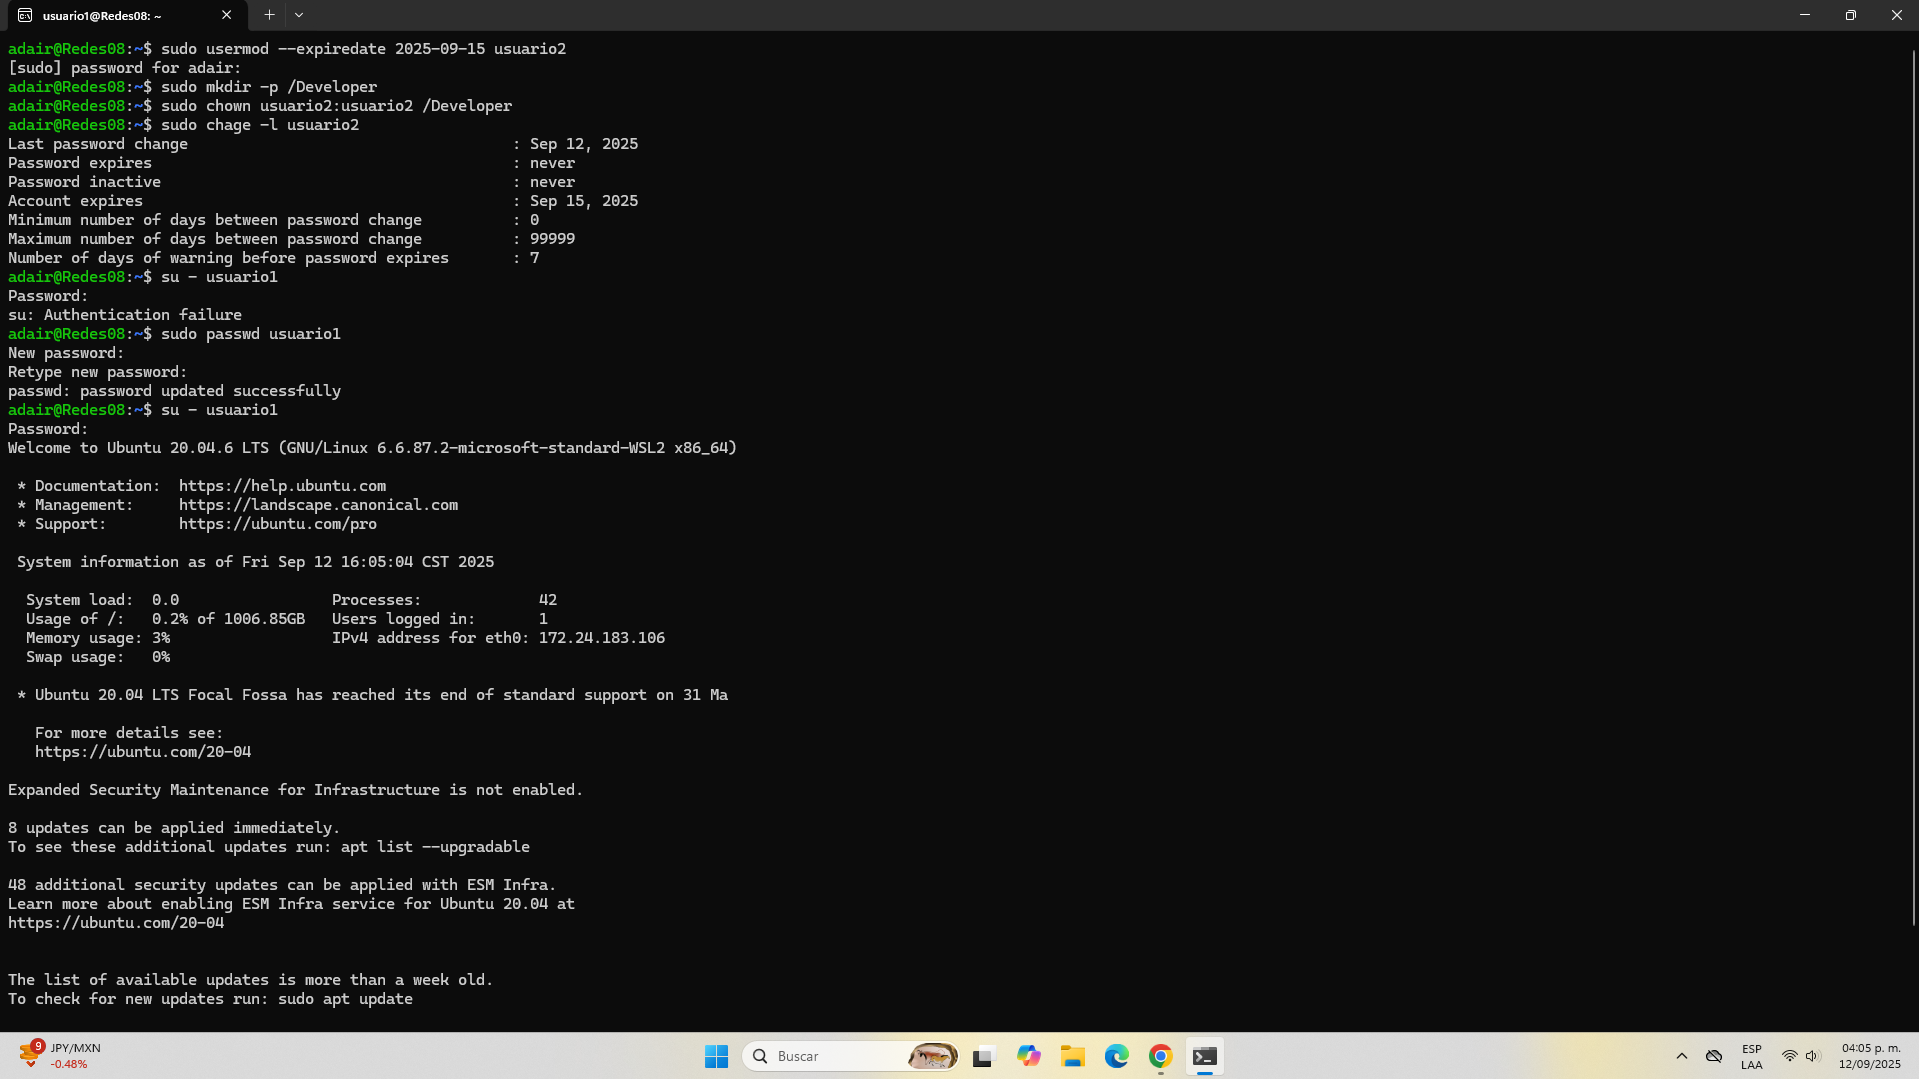 usuario1@Redes08: ~
adair@Redes08:~$ sudo usermod --expiredate 2025-09-15 usuario2
[sudo] password for adair:
adair@Redes08:~$ sudo mkdir -p /Developer
adair@Redes08:~$ sudo chown usuario2:usuario2 /Developer
adair@Redes08:~$ sudo chage -l usuario2
Last password change : Sep 12, 2025
Password expires : never
Password inactive : never
Account expires : Sep 15, 2025
Minimum number of days between password change : 0
Maximum number of days between password change : 99999
Number of days of warning before password expires : 7
adair@Redes08:~$ su - usuario1
Password:
su: Authentication failure
adair@Redes08:~$ sudo passwd usuario1
New password:
Retype new password:
passwd: password updated successfully
adair@Redes08:~$ su - usuario1
Password:
Welcome to Ubuntu 20.04.6 LTS (GNU/Linux 6.6.87.2-microsoft-standard-WSL2 x86_64)
* Documentation: https://help.ubuntu.com
* Management: https://landscape.canonical.com
* Support: https://ubuntu.com/pro
System information as of Fri Sep 12 16:05:04 CST 2025
System load: 0.0 Processes: 42
Usage of /: 0.2% of 1006.85GB Users logged in: 1
Memory usage: 3% IPv4 address for eth0: 172.24.183.106
Swap usage: 0%
* Ubuntu 20.04 LTS Focal Fossa has reached its end of standard support on 31 Ma
For more details see:
https://ubuntu.com/20-04
Expanded Security Maintenance for Infrastructure is not enabled.
8 updates can be applied immediately.
To see these additional updates run: apt list --upgradable
48 additional security updates can be applied with ESM Infra.
Learn more about enabling ESM Infra service for Ubuntu 20.04 at
https://ubuntu.com/20-04
The list of available updates is more than a week old.
To check for new updates run: sudo apt update
9 JPY/MXN
-0.48%
Buscar
ESP
LAA
04:05 p. m.
12/09/2025